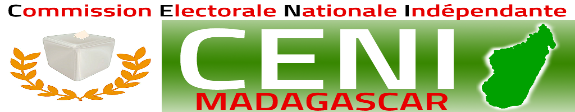 Commission Electorale Nationale Indépendante
CENI
MADAGASCAR